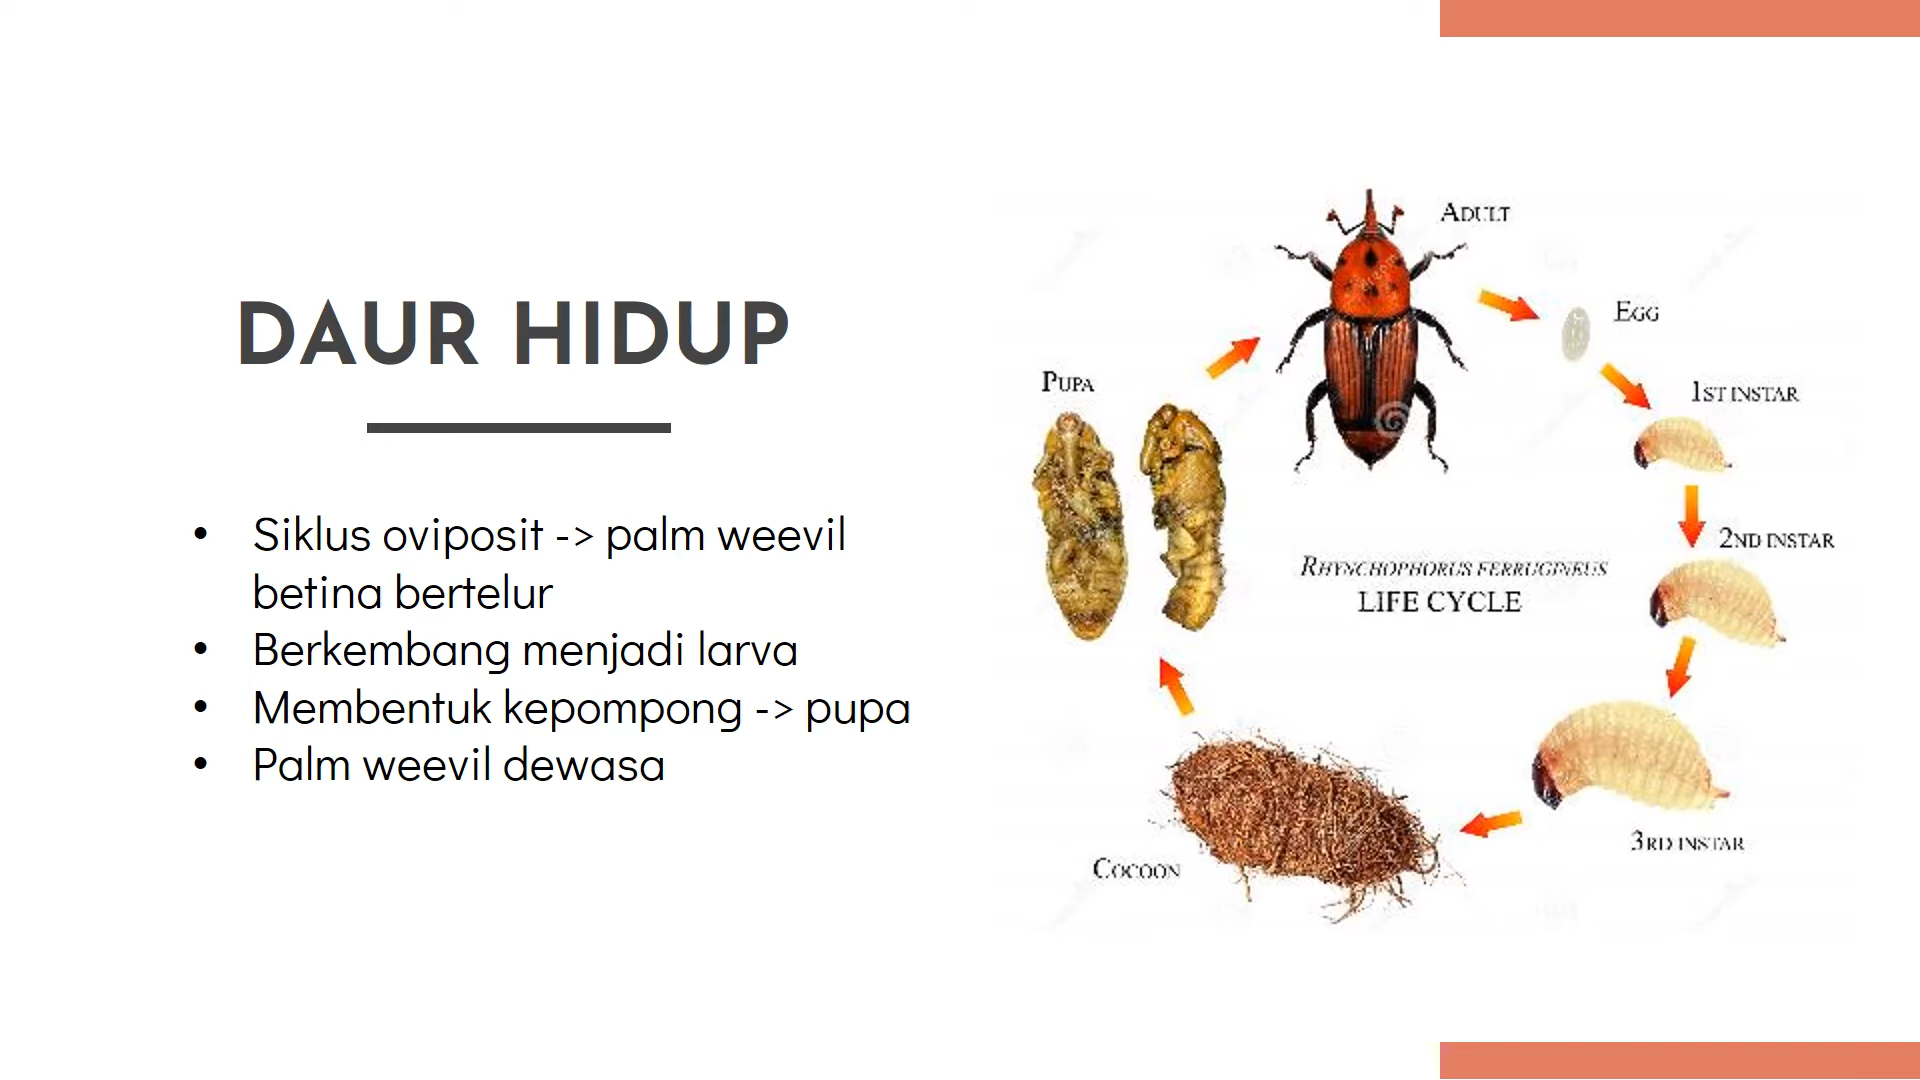 DAUR HIDUP
• Siklus oviposit -> palm weevil
betina bertelur
• Berkembang menjadi larva
• Membentuk kepompong -> pupa
• Palm weevil dewasa
ADULT
EGG
1ST INSTAR
2ND INSTAR
3RD INSTAR
COCOON
PUPA
RHYNCHOPHORUS FERRUGINEUS
LIFE CYCLE